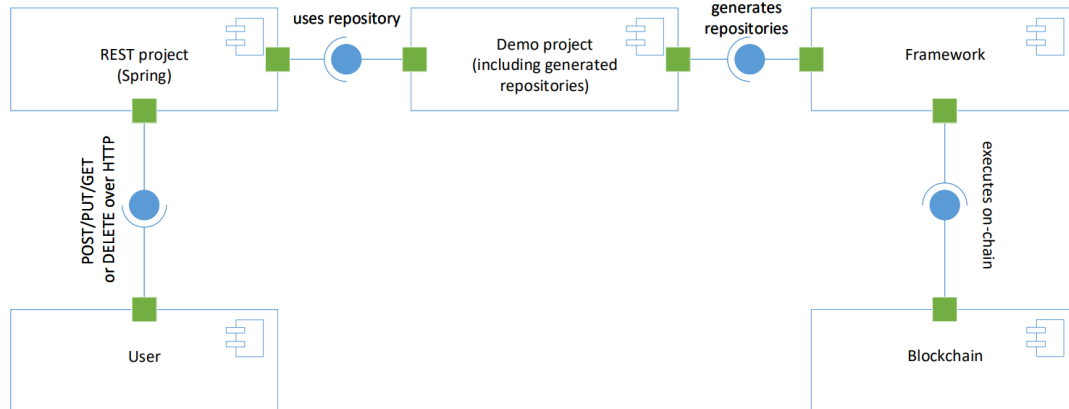 uses repository
generates
repositories
REST project
(Spring)
Demo project
(including generated
repositories)
Framework
POST/PUT/GET
or DELETE over HTTP
executes on-chain
User
Blockchain